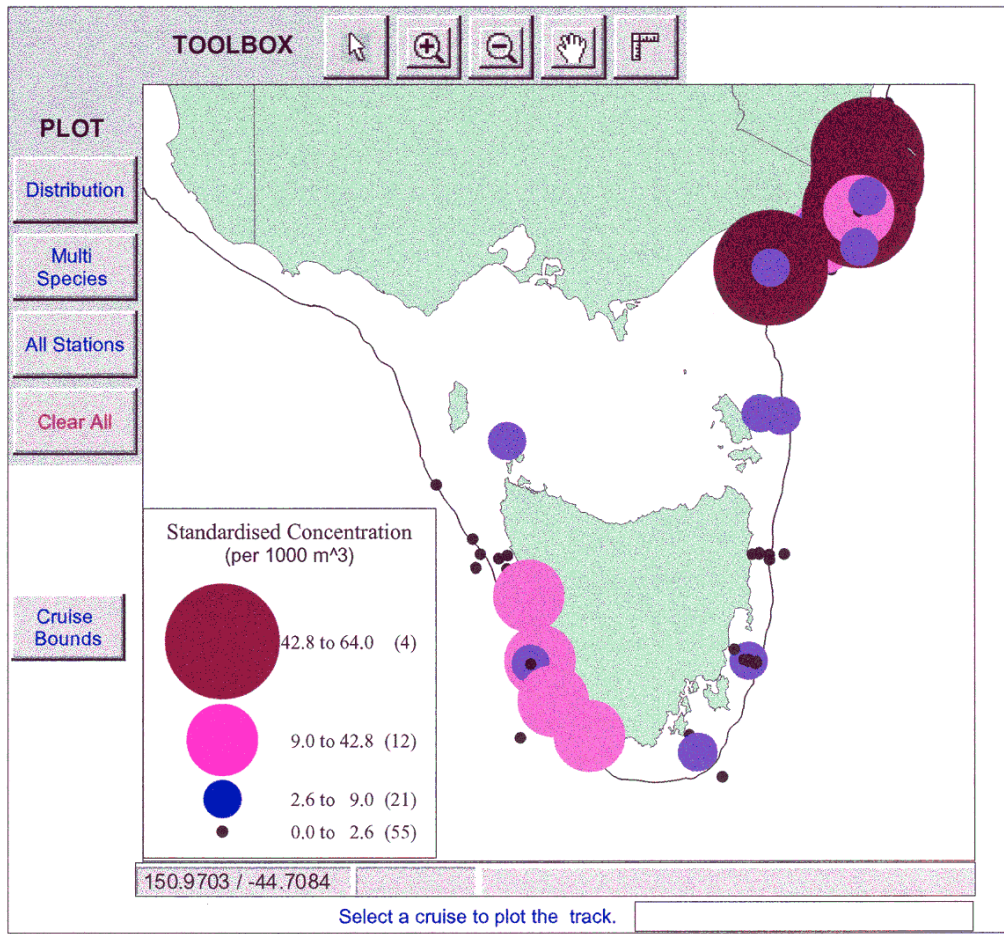 TOOLBOX
PLOT
Distribution
Multi
Species
All Stations
Clear All
Cruise
Bounds
Standardised Concentration
(per 1000 m^3)
42.8 to 64.0 (4)
9.0 to 42.8 (12)
2.6 to 9.0 (21)
0.0 to 2.6 (55)
150.9703 / -44.7084
Select a cruise to plot the track.